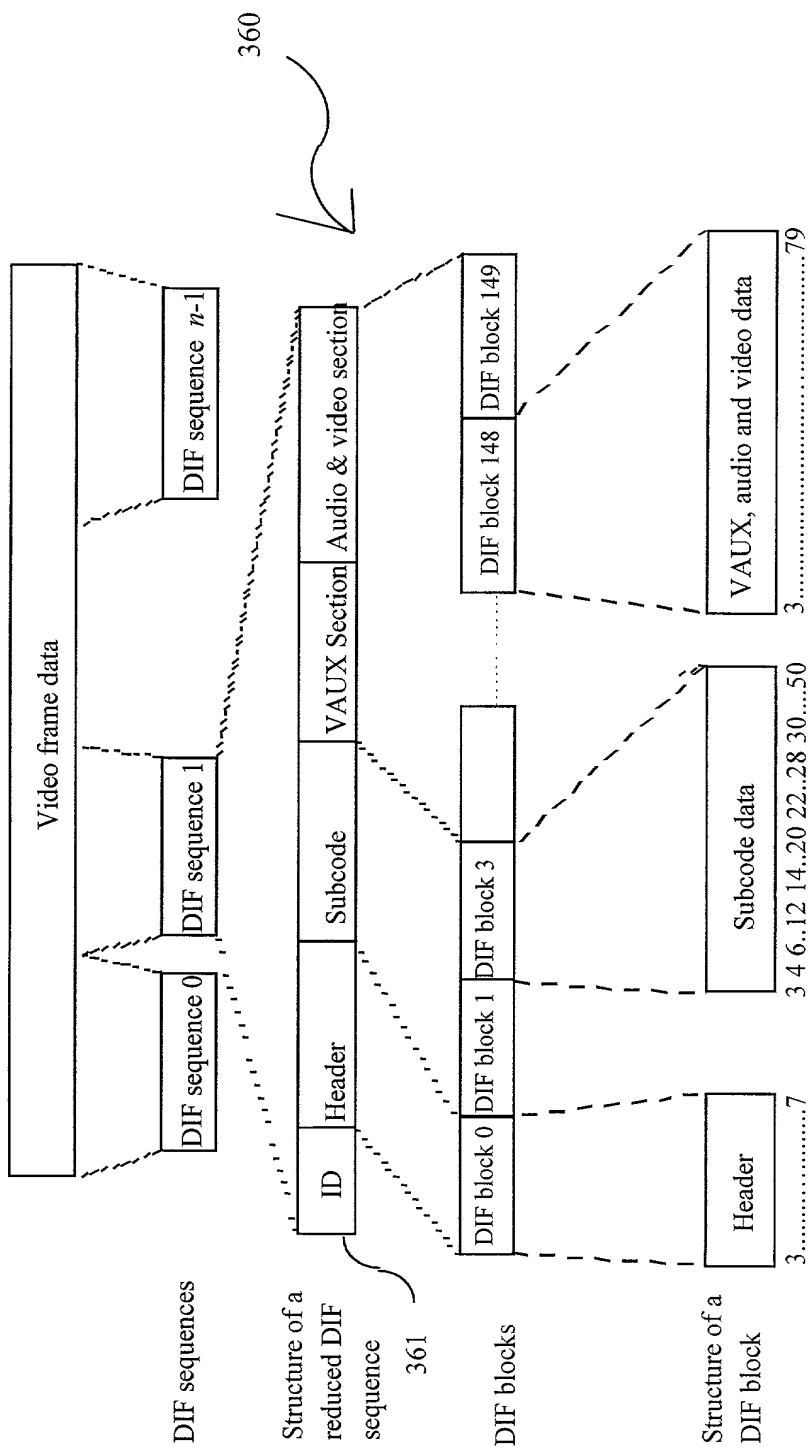 Video frame data
DIF sequences
DIF sequence 0
DIF sequence 1
DIF sequence n-1
360
Structure of a
reduced DIF
sequence
361
ID
Header
Subcode
VAUX Section
Audio & video section
DIF blocks
DIF block 0
DIF block 1
DIF block 3
DIF block 148
DIF block 149
Structure of a
DIF block
Header
Subcode data
VAUX, audio and video data
3..................7
3 4 6..12 14..20 22..28 30....50
3.......................................79